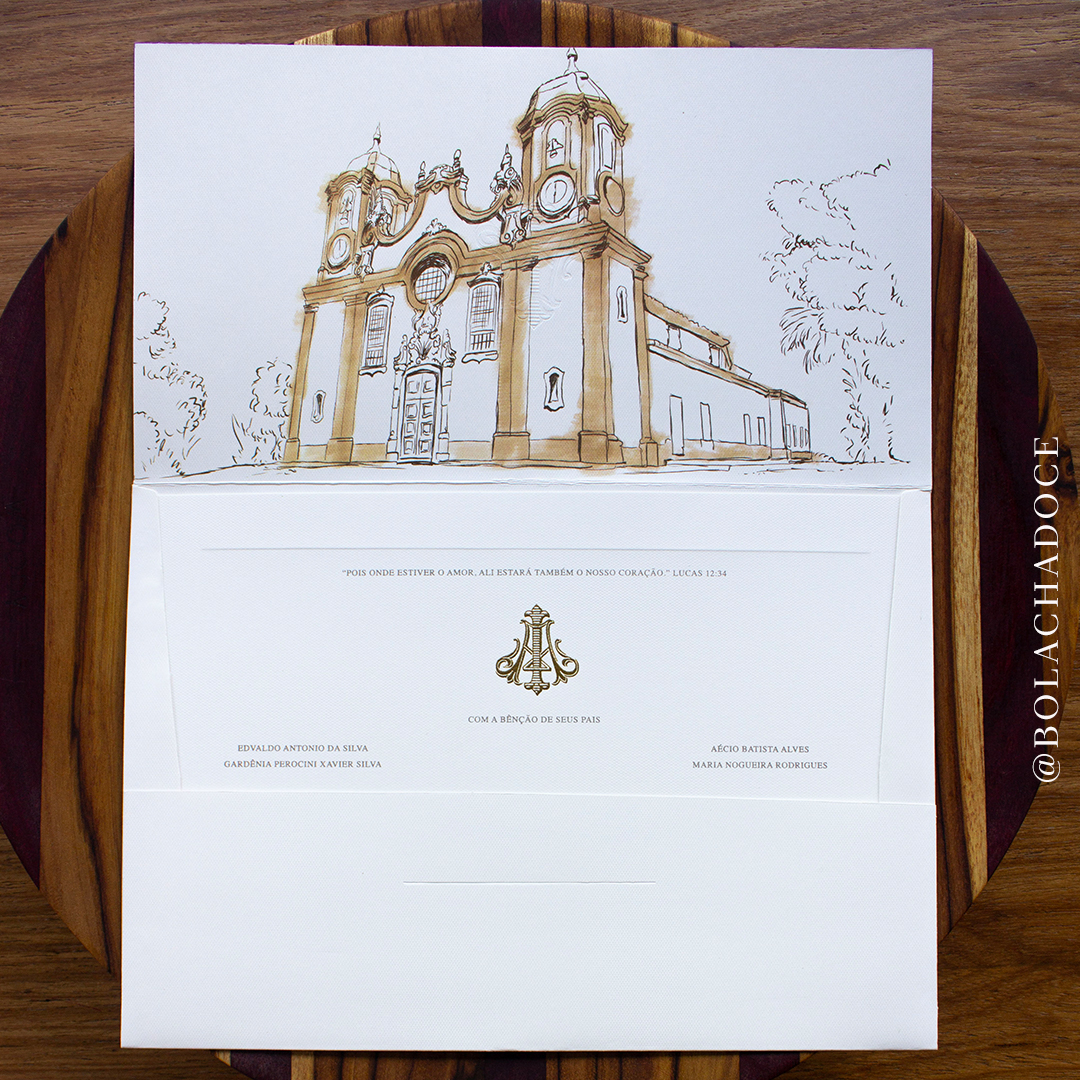 “POIS ONDE ESTIVER O AMOR, ALI ESTARÁ TAMBÉM O NOSSO CORAÇÃO.” LUCAS 12:34
COM A BÊNÇÃO DE SEUS PAIS
EDVALDO ANTONIO DA SILVA
GARDÊNIA PEROCINI XAVIER SILVA
AÉCIO BATISTA ALVES
MARIA NOGUEIRA RODRIGUES
@BOLACHADOCE